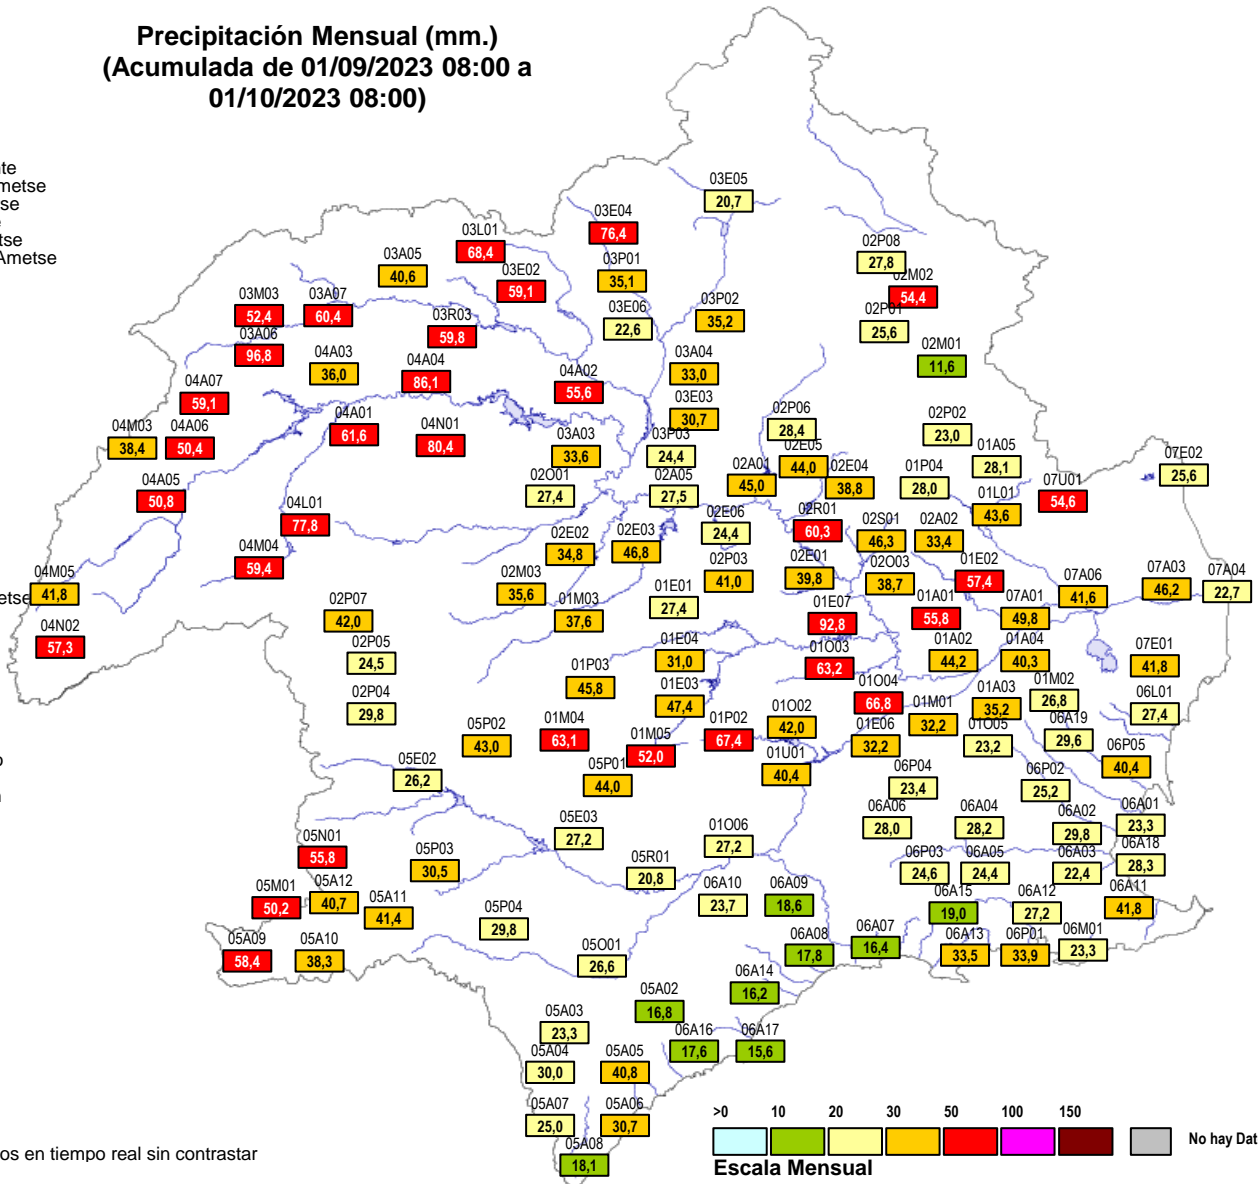 Precipitación Mensual (mm.)
(Acumulada de 01/09/2023 08:00 a
01/10/2023 08:00)
nte
metse
tse
e
tse
Ametse
03E05
20,7
03E04
76,4
03L01
68,4
03A05
40,6
03P01
35,1
02P08
27,8
03E02
59,1
02M02
54,4
03M03
52,4
03A07
60,4
03P02
35,2
03E06
22,6
02P01
25,6
03R03
59,8
03A06
96,8
02M01
11,6
04A03
36,0
04A04
86,1
03A04
33,0
04A02
55,6
04A07
59,1
03E03
30,7
04A01
61,6
04N01
80,4
02P06
28,4
02P02
23,0
04M03
38,4
04A06
50,4
03A03
33,6
03P03
24,4
02E05
44,0
01A05
28,1
07E02
25,6
04A05
50,8
02O01
27,4
02A05
27,5
02A01
45,0
02E04
38,8
01P04
28,0
07U01
54,6
01L01
43,6
04L01
77,8
02E06
24,4
02R01
60,3
02S01
46,3
02A02
33,4
02E02
34,8
02E03
46,8
04M04
59,4
02P03
41,0
02E01
39,8
02O03
38,7
01E02
57,4
04M05
41,8
etse
02M03
35,6
01E01
27,4
07A06
41,6
07A03
46,2
07A04
22,7
02P07
42,0
01M03
37,6
01E07
92,8
01A01
55,8
07A01
49,8
04N02
57,3
02P05
24,5
01E04
31,0
01O03
63,2
01A02
44,2
01A04
40,3
07E01
41,8
01P03
45,8
01E03
47,4
01O04
66,8
01A03
35,2
01M02
26,8
06L01
27,4
02P04
29,8
01M01
32,2
05P02
43,0
01M04
63,1
01M05
52,0
01P02
67,4
01O02
42,0
01E06
32,2
01O05
23,2
06A19
29,6
06P05
40,4
05E02
26,2
05P01
44,0
01U01
40,4
06P04
23,4
06P02
25,2
05E03
27,2
01O06
27,2
06A06
28,0
06A04
28,2
06A02
29,8
06A01
23,3
05N01
55,8
05P03
30,5
05R01
20,8
06P03
24,6
06A05
24,4
06A03
22,4
06A18
28,3
05M01
50,2
05A12
40,7
05A11
41,4
06A10
23,7
06A09
18,6
06A15
19,0
06A12
27,2
06A11
41,8
05P04
29,8
05A09
58,4
05A10
38,3
05O01
26,6
06A08
17,8
06A07
16,4
06A13
33,5
06P01
33,9
06M01
23,3
06A14
16,2
05A02
16,8
05A03
23,3
06A16
17,6
06A17
15,6
05A04
30,0
05A05
40,8
05A07
25,0
05A06
30,7
05A08
18,1
>0 10 20 30 50 100 150
No hay Dat
Escala Mensual
os en tiempo real sin contrastar